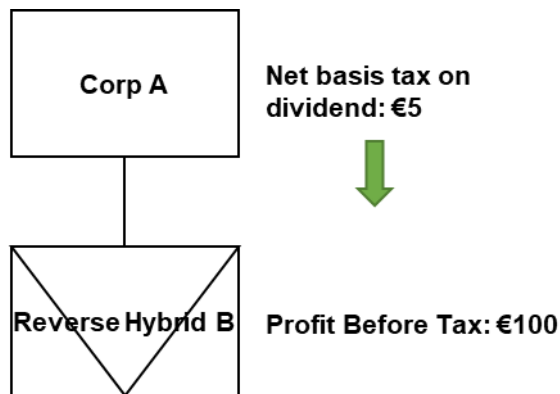 Corp A
Net basis tax on
dividend: €5
Reverse Hybrid B
Profit Before Tax: €100